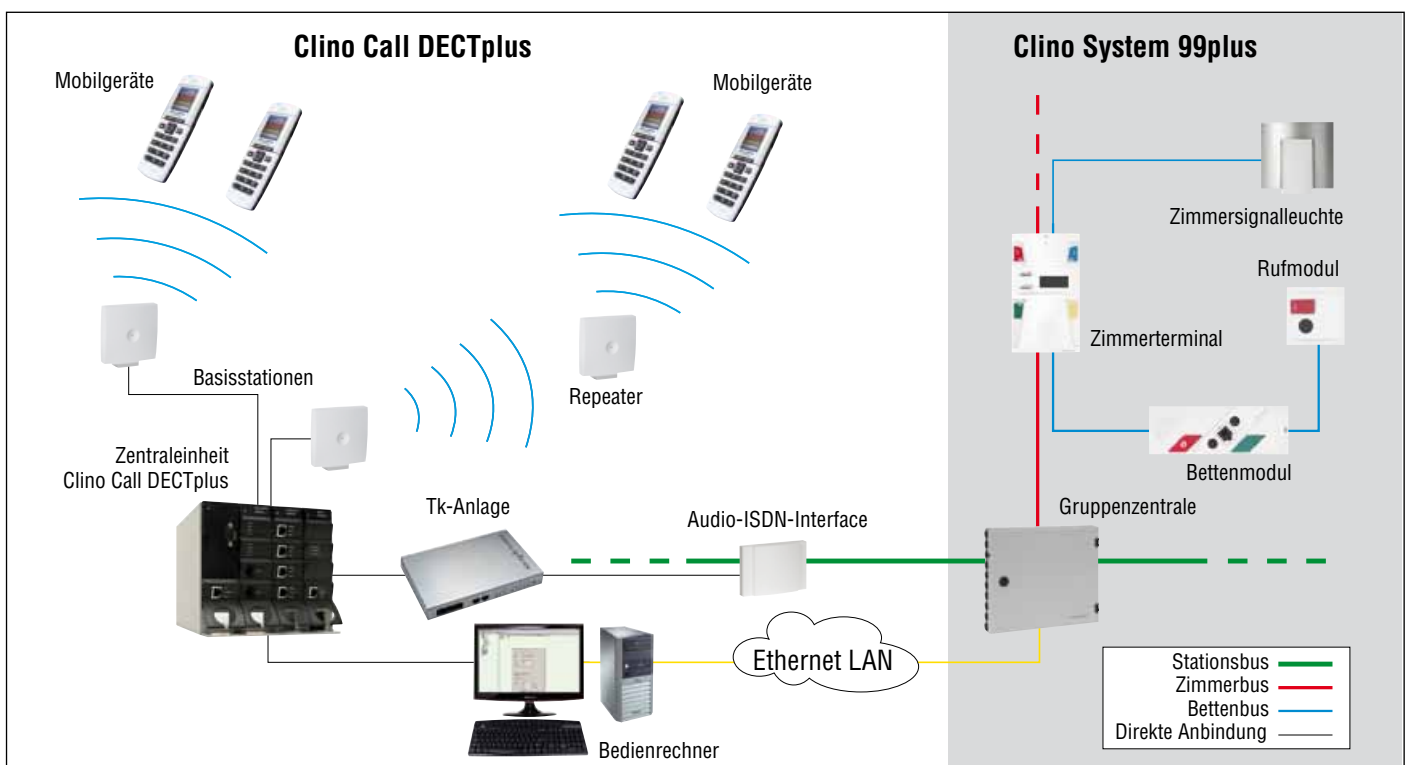 Clino Call DECTplus
Clino System 99plus
Mobilgeräte
Mobilgeräte
Zimmersignalleuchte
Rufmodul
Zimmerterminal
Basisstationen
Repeater
Zentraleinheit
Clino Call DECTplus
Bettenmodul
Tk-Anlage
Audio-ISDN-Interface
Gruppenzentrale
Ethernet LAN
Bedienrechner
Stationsbus
Zimmerbus
Bettenbus
Direkte Anbindung